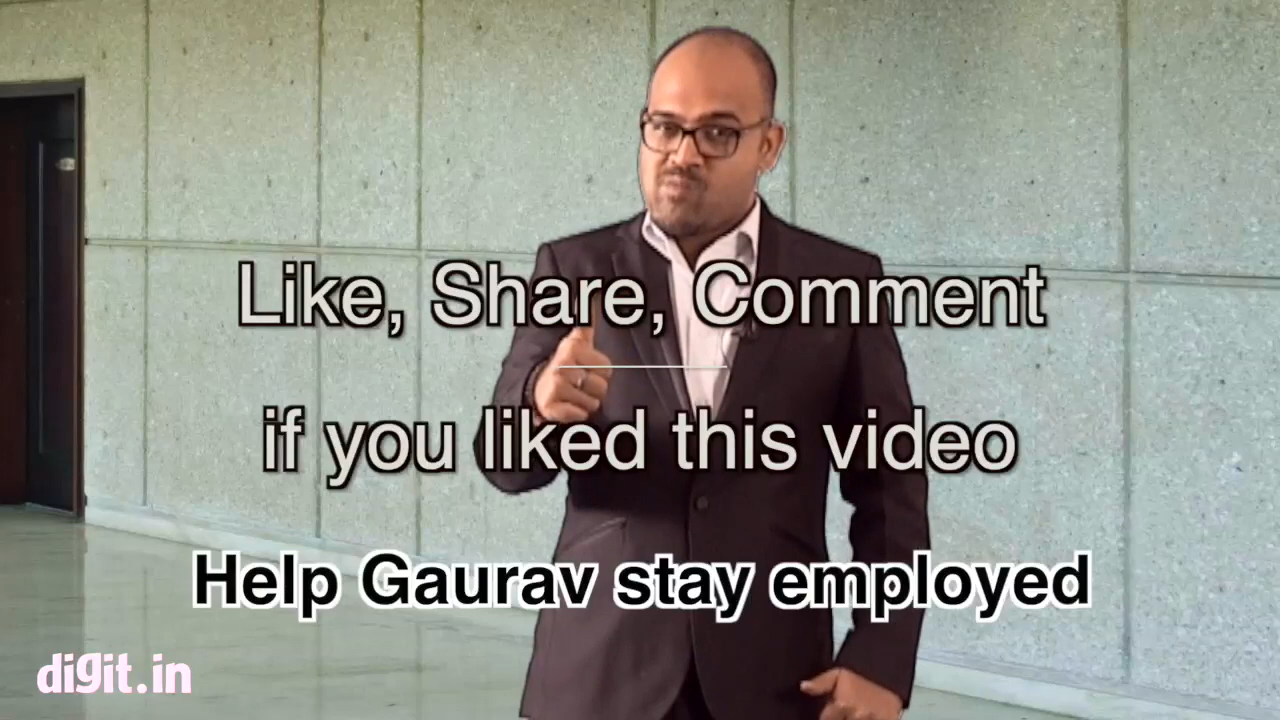 Like, Share, Comment
if you liked this video
Help Gaurav stay employed
digit.in